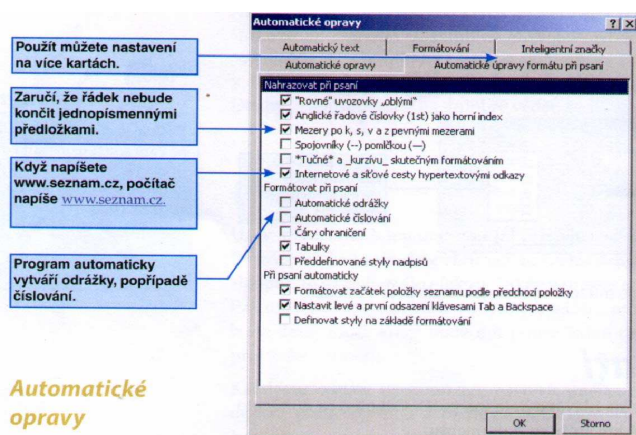 Použít můžete nastavení
na více kartách.
Zaručí, že řádek nebude
končit jednopísmennými
předložkami.
Když napíšete
www.seznam.cz, počítač
napíše www.seznam.cz.
Program automaticky
vytváří odrážky, popřípadě
číslování.
Automatické
opravy
Automatické opravy
Automatický text
Formátování
Inteligentní značky
Automatické opravy
Automatické úpravy formátu při psaní
Nahrazovat při psaní
"Rovné" uvozovky „oblými“
Anglické řadové číslovky (1st) jako horní index
Mezery po k, s, v a z pevnými mezerami
Spojovníky (--) pomlčkou (—)
*Tučné* a _kurzívu_ skutečným formátováním
Internetové a síťové cesty hypertextovými odkazy
Formátovat při psaní
Automatické odrážky
Automatické číslování
Čáry ohraničení
Tabulky
Předdefinované styly nadpisů
Při psaní automaticky
Formátovat začátek položky seznamu podle předchozí položky
Nastavit levé a první odsazení klávesami Tab a Backspace
Definovat styly na základě formátování
OK
Storno